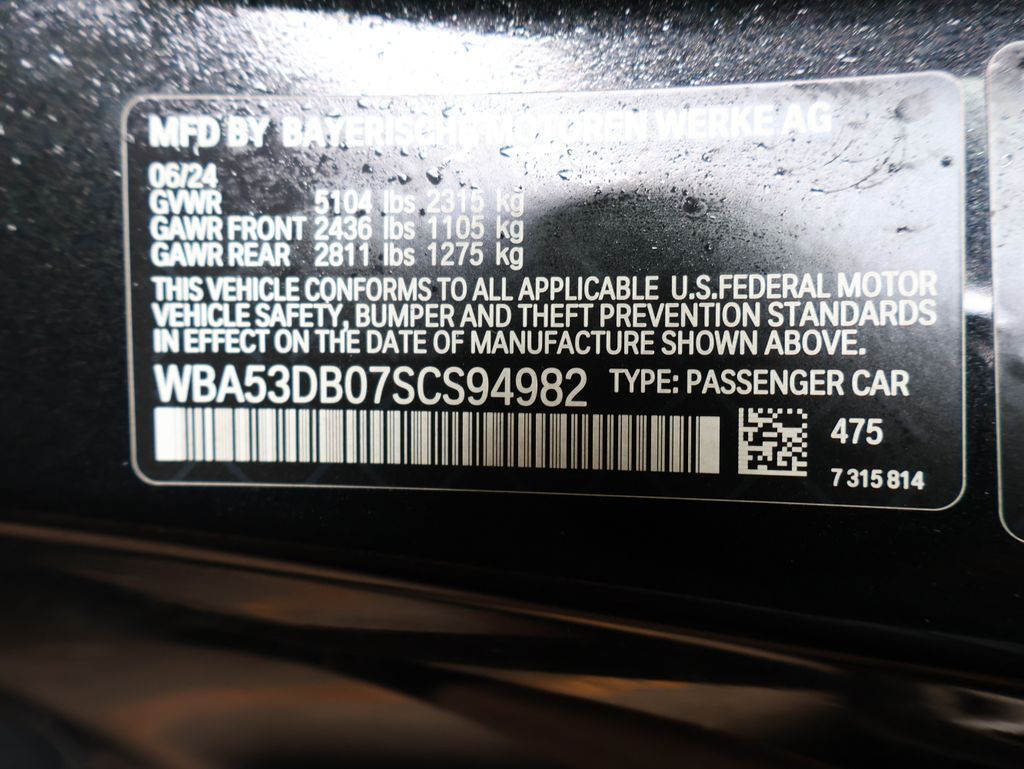 MFD BY BAYERISCHE MOTOREN WERKE AG
06/24
GVWR 5104 lbs 2315 kg
GAWR FRONT 2436 lbs 1105 kg
GAWR REAR 2811 lbs 1275 kg
THIS VEHICLE CONFORMS TO ALL APPLICABLE U.S.FEDERAL MOTOR
VEHICLE SAFETY, BUMPER AND THEFT PREVENTION STANDARDS
IN EFFECT ON THE DATE OF MANUFACTURE SHOWN ABOVE.
WBA53DB07SCS94982 TYPE: PASSENGER CAR
475
7 315 814